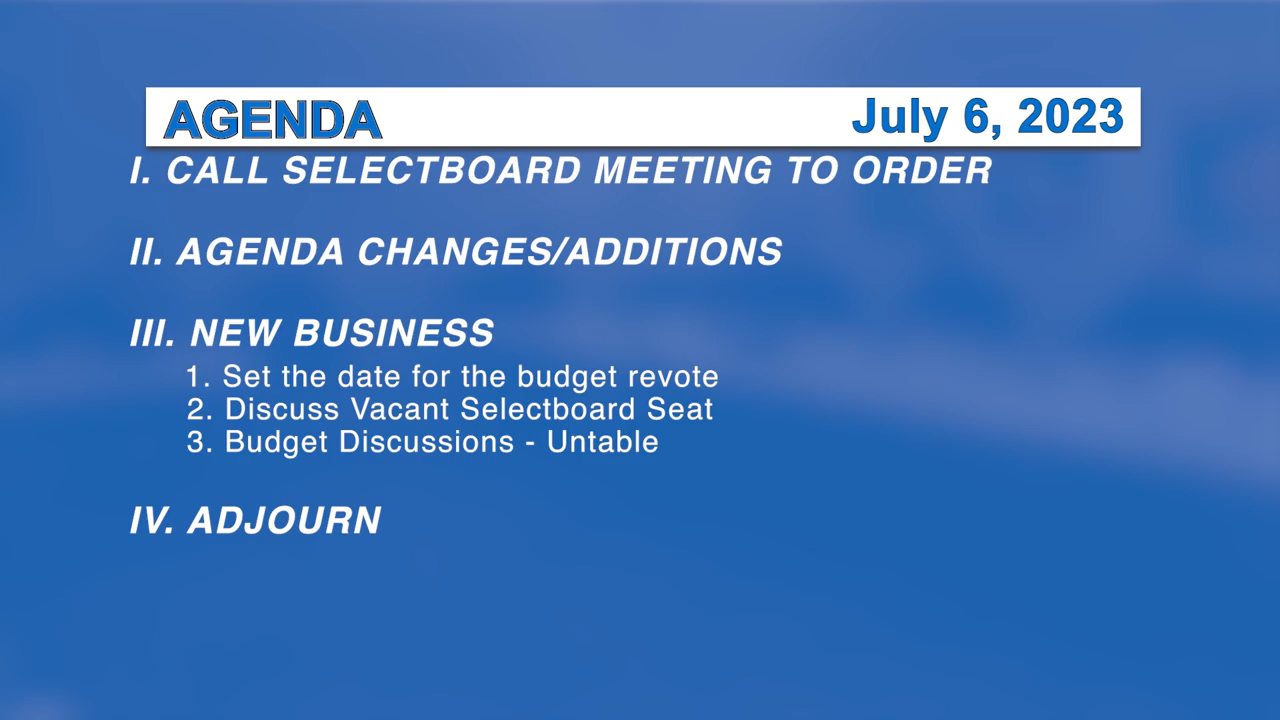 AGENDA July 6, 2023
I. CALL SELECTBOARD MEETING TO ORDER
II. AGENDA CHANGES/ADDITIONS
III. NEW BUSINESS
1. Set the date for the budget revote
2. Discuss Vacant Selectboard Seat
3. Budget Discussions - Untable
IV. ADJOURN